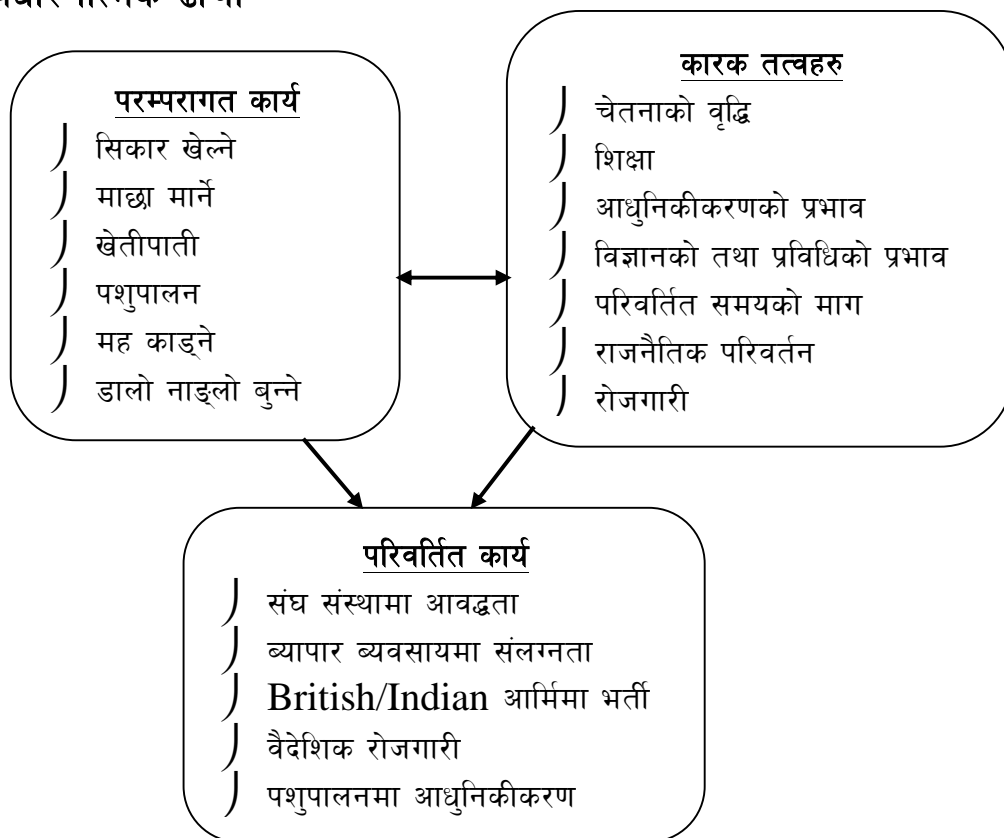 परम्परागत कार्य
सिकार खेल्ने
माछा मार्ने
खेतीपाती
पशुपालन
मह काड्ने
डालो नाङ्लो बुन्ने
कारक तत्वहरु
चेतनाको वृद्धि
शिक्षा
आधुनिकीकरणको प्रभाव
विज्ञानको तथा प्रविधिको प्रभाव
परिवर्तित समयको माग
राजनैतिक परिवर्तन
रोजगारी
परिवर्तित कार्य
संघ संस्थामा आवद्धता
ब्यापार ब्यवसायमा संलग्नता
British/Indian आर्मिमा भर्ती
वैदेशिक रोजगारी
पशुपालनमा आधुनिकीकरण